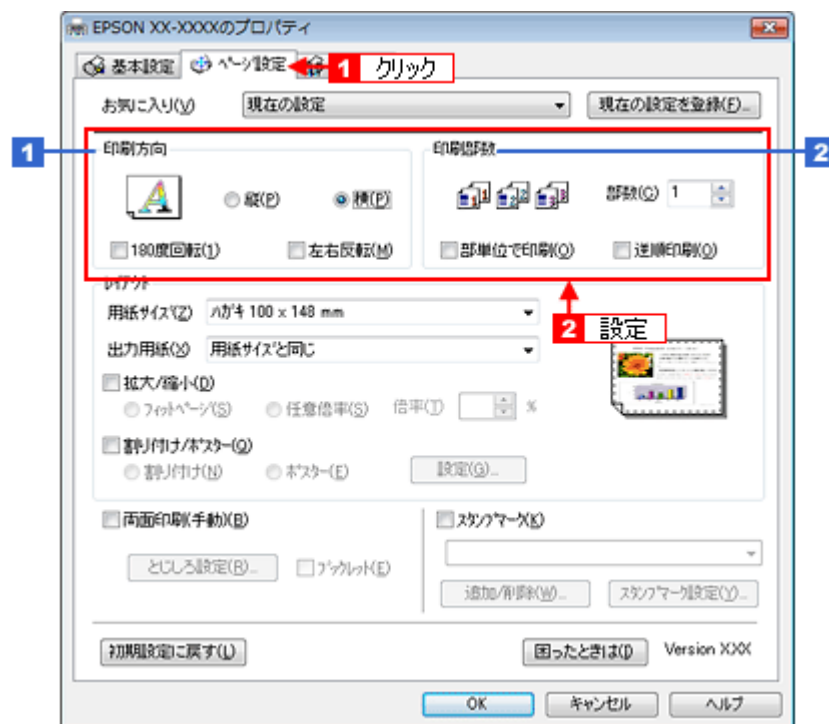 EPSON XX-XXXXのプロパティ
基本設定 ページ設定 1 クリック
お気に入り(V) 現在の設定 現在の設定を登録(F)...
1 印刷方向 印刷部数 2
縦(P) 横(P) 部数(C) 1
180度回転(1) 左右反転(M) 部単位で印刷(O) 逆順印刷(O)
レイアウト
2 設定
用紙サイズ(Z) ハガキ 100 x 148 mm
出力用紙(X) 用紙サイズと同じ
拡大/縮小(D)
フィットページ(S) 任意倍率(S) 倍率(T) %
割り付け/ポスター(Q)
割り付け(N) ポスター(E) 設定(G)...
両面印刷(手動)(B) スタンプマーク(K)
とじしろ設定(R)... ブックレット(E)
追加/削除(W)... スタンプマーク設定(Y)...
初期設定に戻す(L) 困ったときは(I) Version XXX
OK キャンセル ヘルプ